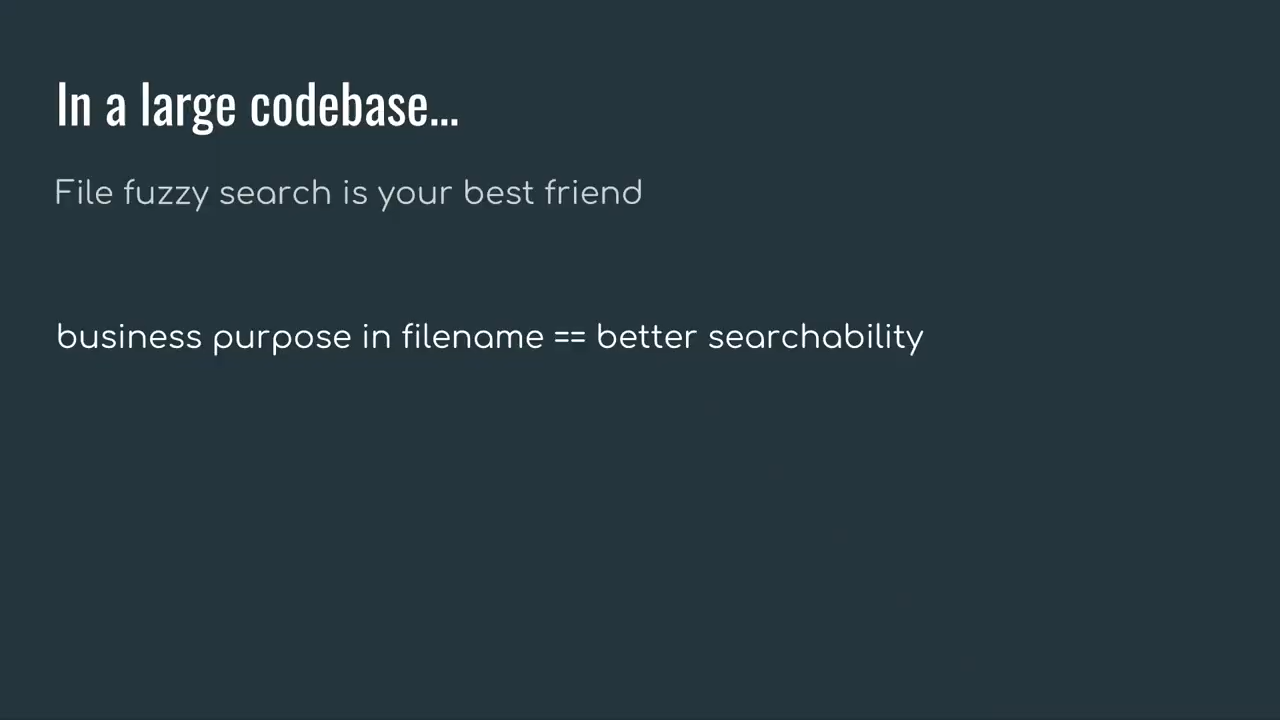 In a large codebase...
File fuzzy search is your best friend
business purpose in filename == better searchability